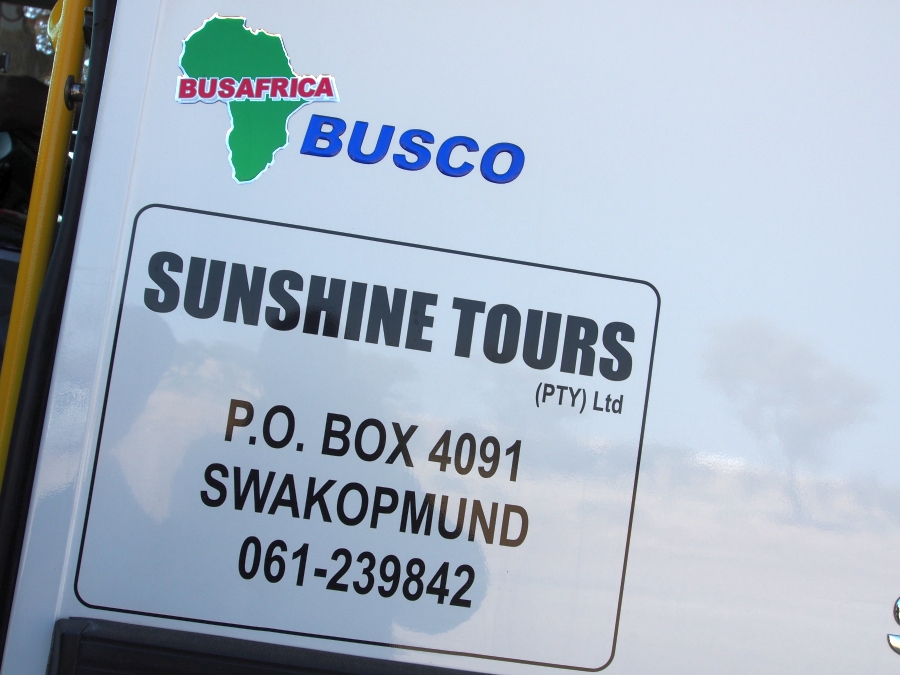 BUSAFRICA
BUSCO
SUNSHINE TOURS
(PTY) Ltd
P.O. BOX 4091
SWAKOPMUND
061-239842